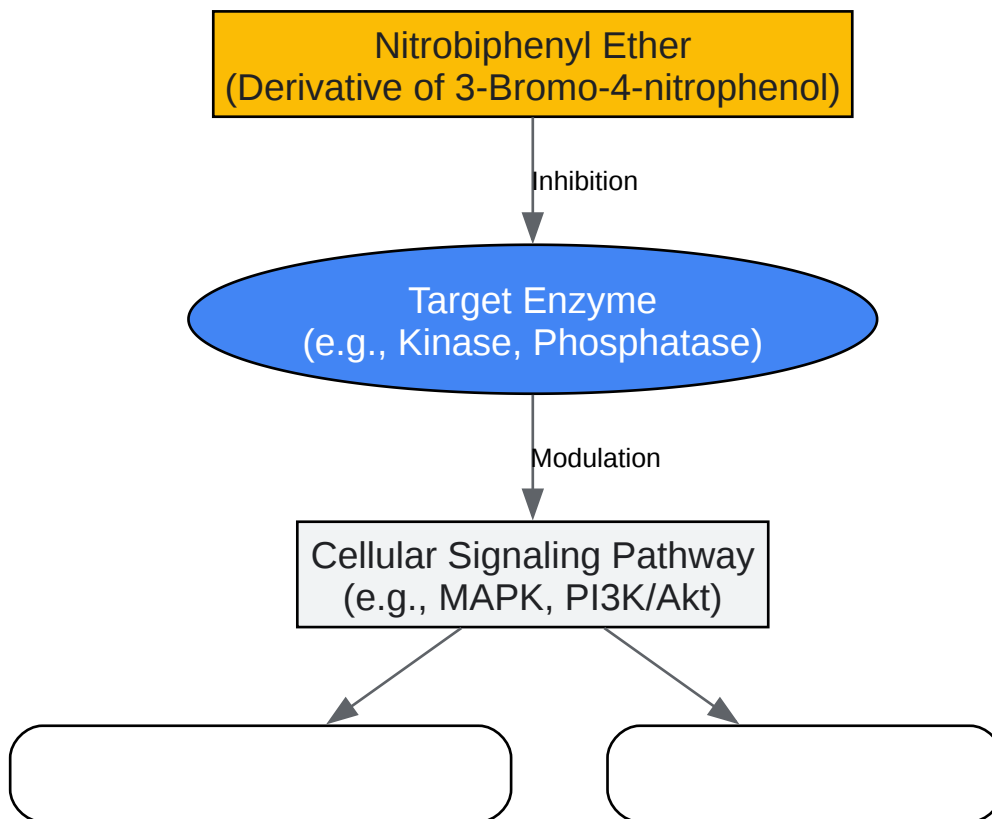 Nitrobiphenyl Ether
(Derivative of 3-Bromo-4-nitrophenol)
Inhibition
Target Enzyme
(e.g., Kinase, Phosphatase)
Modulation
Cellular Signaling Pathway
(e.g., MAPK, PI3K/Akt)